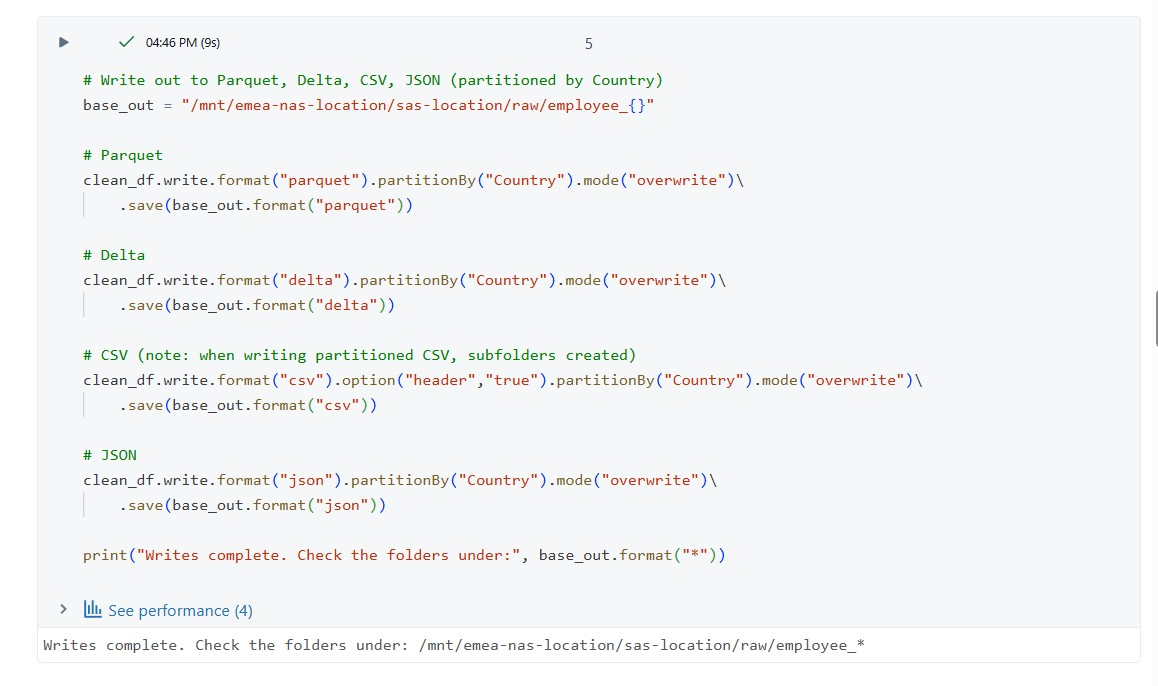 04:46 PM (9s)
5
# Write out to Parquet, Delta, CSV, JSON (partitioned by Country)
base_out = "/mnt/emea-nas-location/sas-location/raw/employee_{}"
# Parquet
clean_df.write.format("parquet").partitionBy("Country").mode("overwrite")\
.save(base_out.format("parquet"))
# Delta
clean_df.write.format("delta").partitionBy("Country").mode("overwrite")\
.save(base_out.format("delta"))
# CSV (note: when writing partitioned CSV, subfolders created)
clean_df.write.format("csv").option("header","true").partitionBy("Country").mode("overwrite")\
.save(base_out.format("csv"))
# JSON
clean_df.write.format("json").partitionBy("Country").mode("overwrite")\
.save(base_out.format("json"))
print("Writes complete. Check the folders under:", base_out.format("*"))
See performance (4)
Writes complete. Check the folders under: /mnt/emea-nas-location/sas-location/raw/employee_*